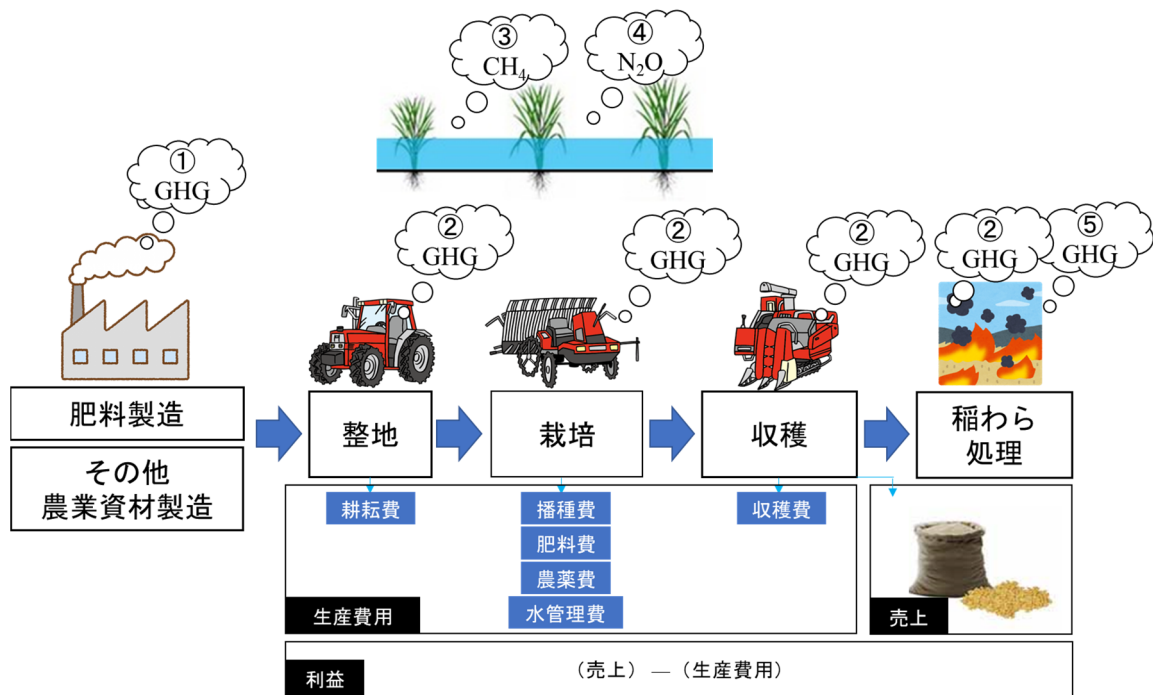 ③
CH₄
④
N₂O
①
GHG
②
GHG
②
GHG
②
GHG
②
GHG
⑤
GHG
肥料製造
その他
農業資材製造
整地
栽培
収穫
稲わら
処理
耕耘費
播種費
肥料費
農薬費
水管理費
収穫費
生産費用
売上
利益
（売上）―（生産費用）